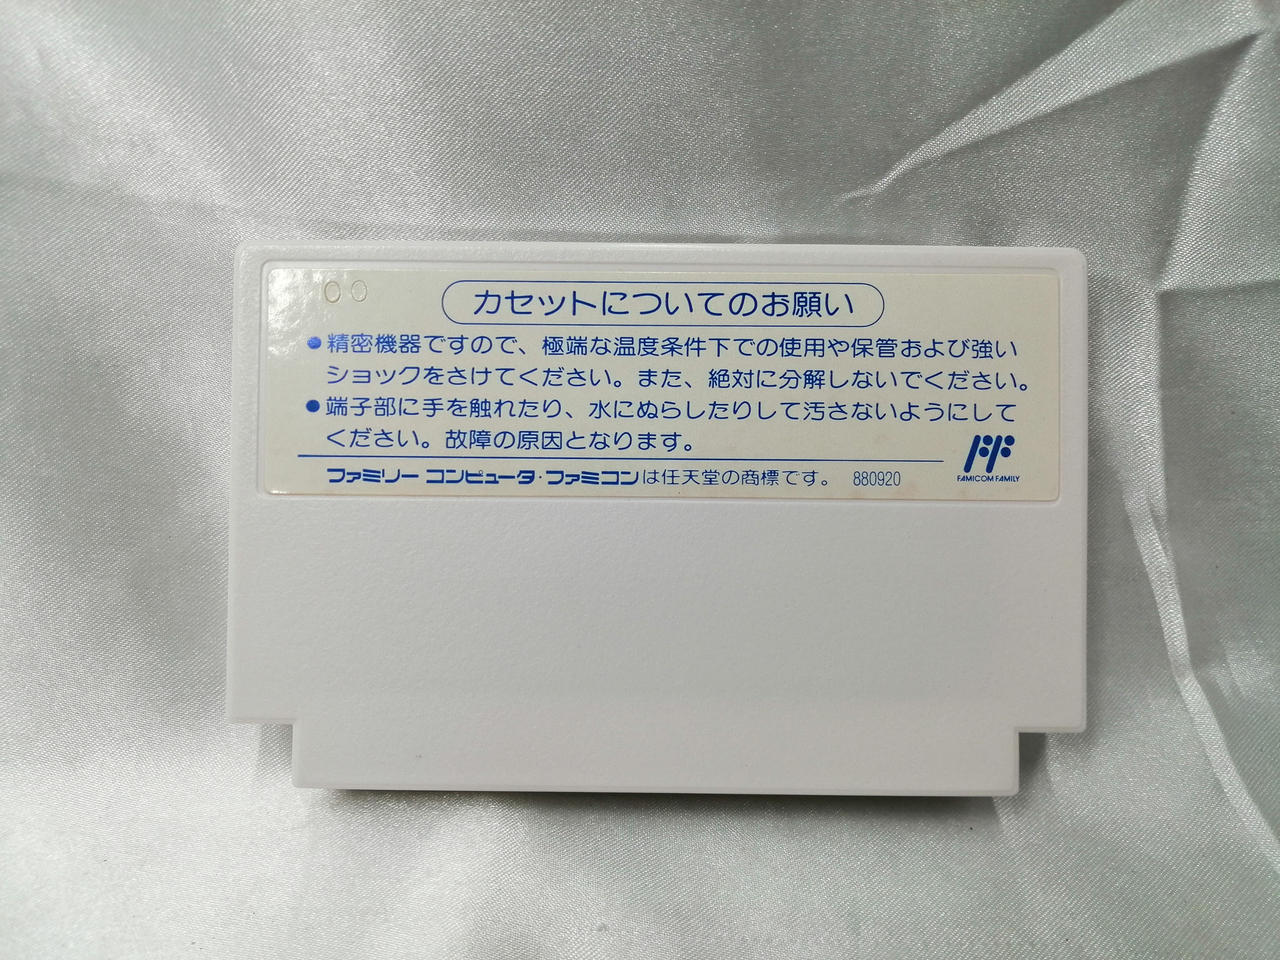 00
カセットについてのお願い
●精密機器ですので、極端な温度条件下での使用や保管および強い
ショックをさけてください。また、絶対に分解しないでください。
●端子部に手を触れたり、水にぬらしたりして汚さないようにして
ください。故障の原因となります。
ファミリー コンピュータ・ファミコンは任天堂の商標です。 880920
FAMICOM FAMILY